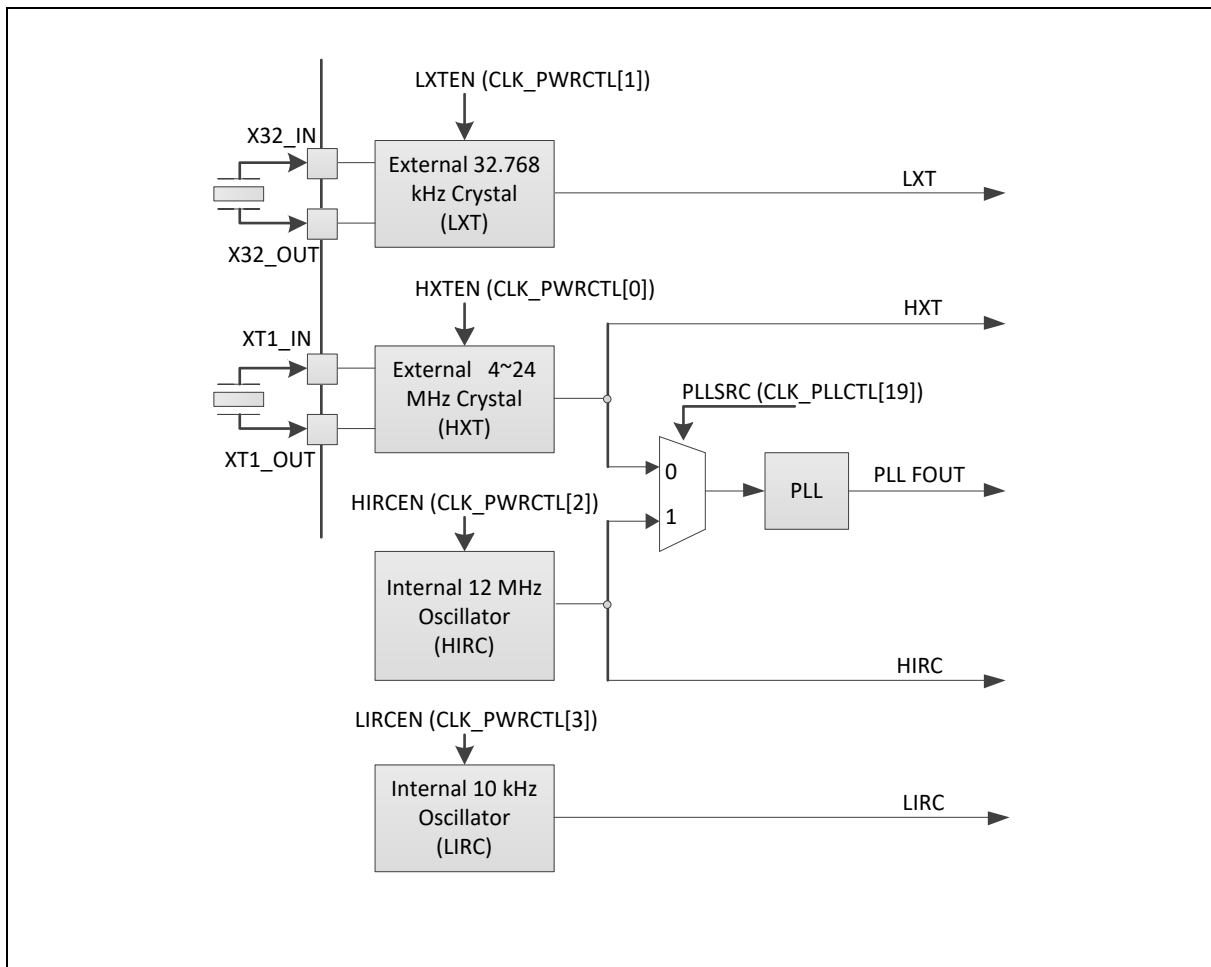 LXTEN (CLK_PWRCTL[1])
X32_IN
External 32.768
kHz Crystal
(LXT)
LXT
X32_OUT
HXTEN (CLK_PWRCTL[0])
HXT
XT1_IN
External 4~24
MHz Crystal
(HXT)
PLLSRC (CLK_PLLCTL[19])
XT1_OUT
0
1
PLL
PLL FOUT
HIRCEN (CLK_PWRCTL[2])
Internal 12 MHz
Oscillator
(HIRC)
HIRC
LIRCEN (CLK_PWRCTL[3])
Internal 10 kHz
Oscillator
(LIRC)
LIRC